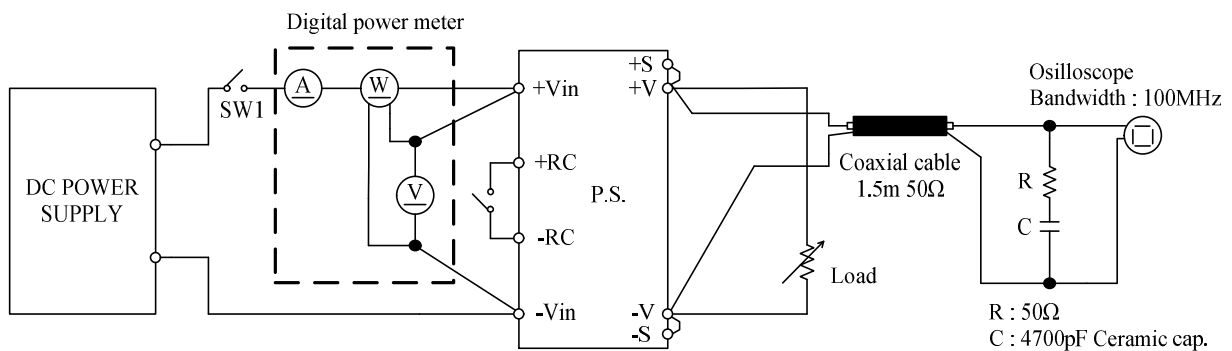 Digital power meter
DC POWER
SUPPLY
SW1
A
W
V
+Vin
+RC
-RC
-Vin
P.S.
+S
+V
-V
-S
Load
Coaxial cable
1.5m 50Ω
Osilloscope
Bandwidth : 100MHz
R
C
R : 50Ω
C : 4700pF Ceramic cap.